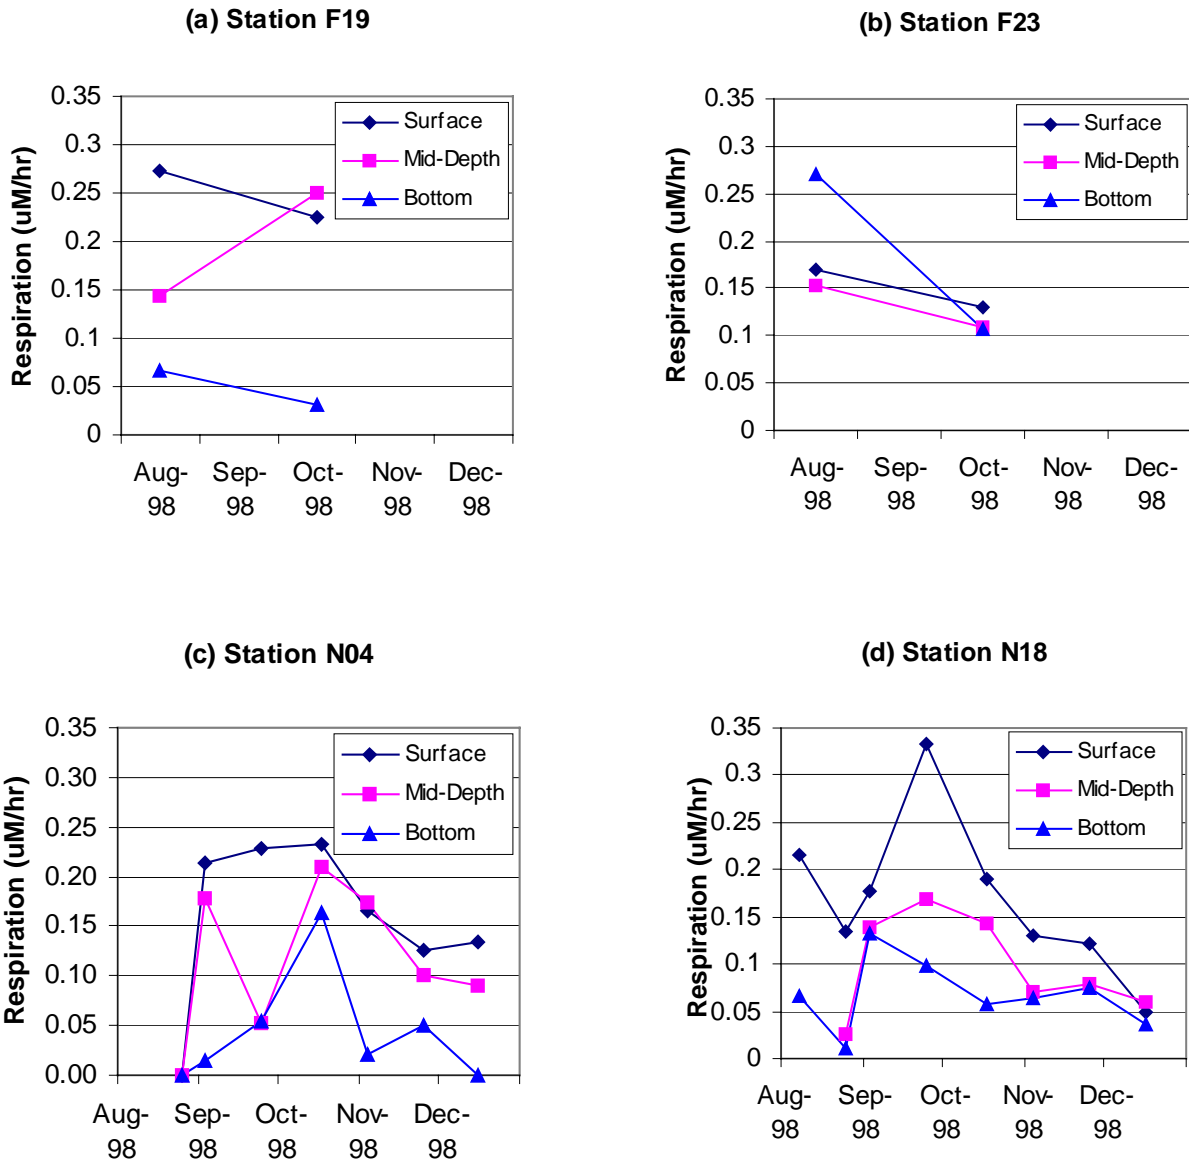 (a) Station F19
Respiration (uM/hr)
0.35
0.3
0.25
0.2
0.15
0.1
0.05
0
Surface
Mid-Depth
Bottom
Aug- Sep- Oct- Nov- Dec-
98 98 98 98 98
(b) Station F23
Respiration (uM/hr)
0.35
0.3
0.25
0.2
0.15
0.1
0.05
0
Surface
Mid-Depth
Bottom
Aug- Sep- Oct- Nov- Dec-
98 98 98 98 98
(c) Station N04
Respiration (uM/hr)
0.35
0.30
0.25
0.20
0.15
0.10
0.05
0.00
Surface
Mid-Depth
Bottom
Aug- Sep- Oct- Nov- Dec-
98 98 98 98 98
(d) Station N18
Respiration (uM/hr)
0.35
0.3
0.25
0.2
0.15
0.1
0.05
0
Surface
Mid-Depth
Bottom
Aug- Sep- Oct- Nov- Dec-
98 98 98 98 98